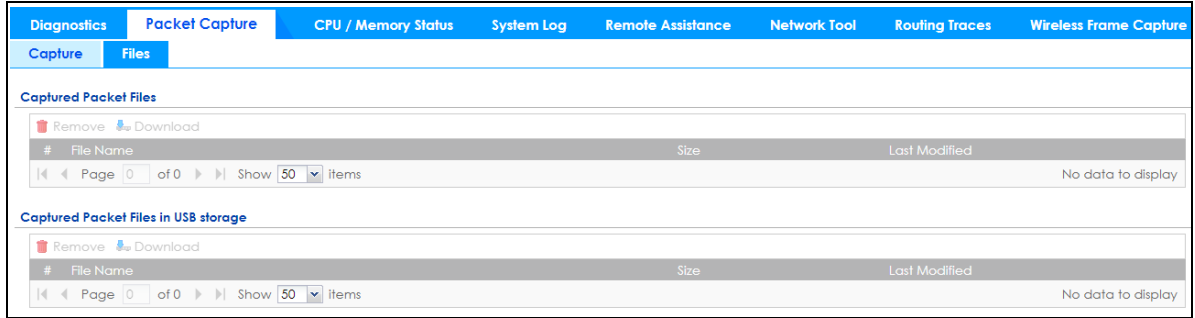 Diagnostics Packet Capture CPU / Memory Status System Log Remote Assistance Network Tool Routing Traces Wireless Frame Capture
Capture Files
Captured Packet Files
Remove Download
# File Name Size Last Modified
Page 0 of 0 Show 50 items No data to display
Captured Packet Files in USB storage
Remove Download
# File Name Size Last Modified
Page 0 of 0 Show 50 items No data to display